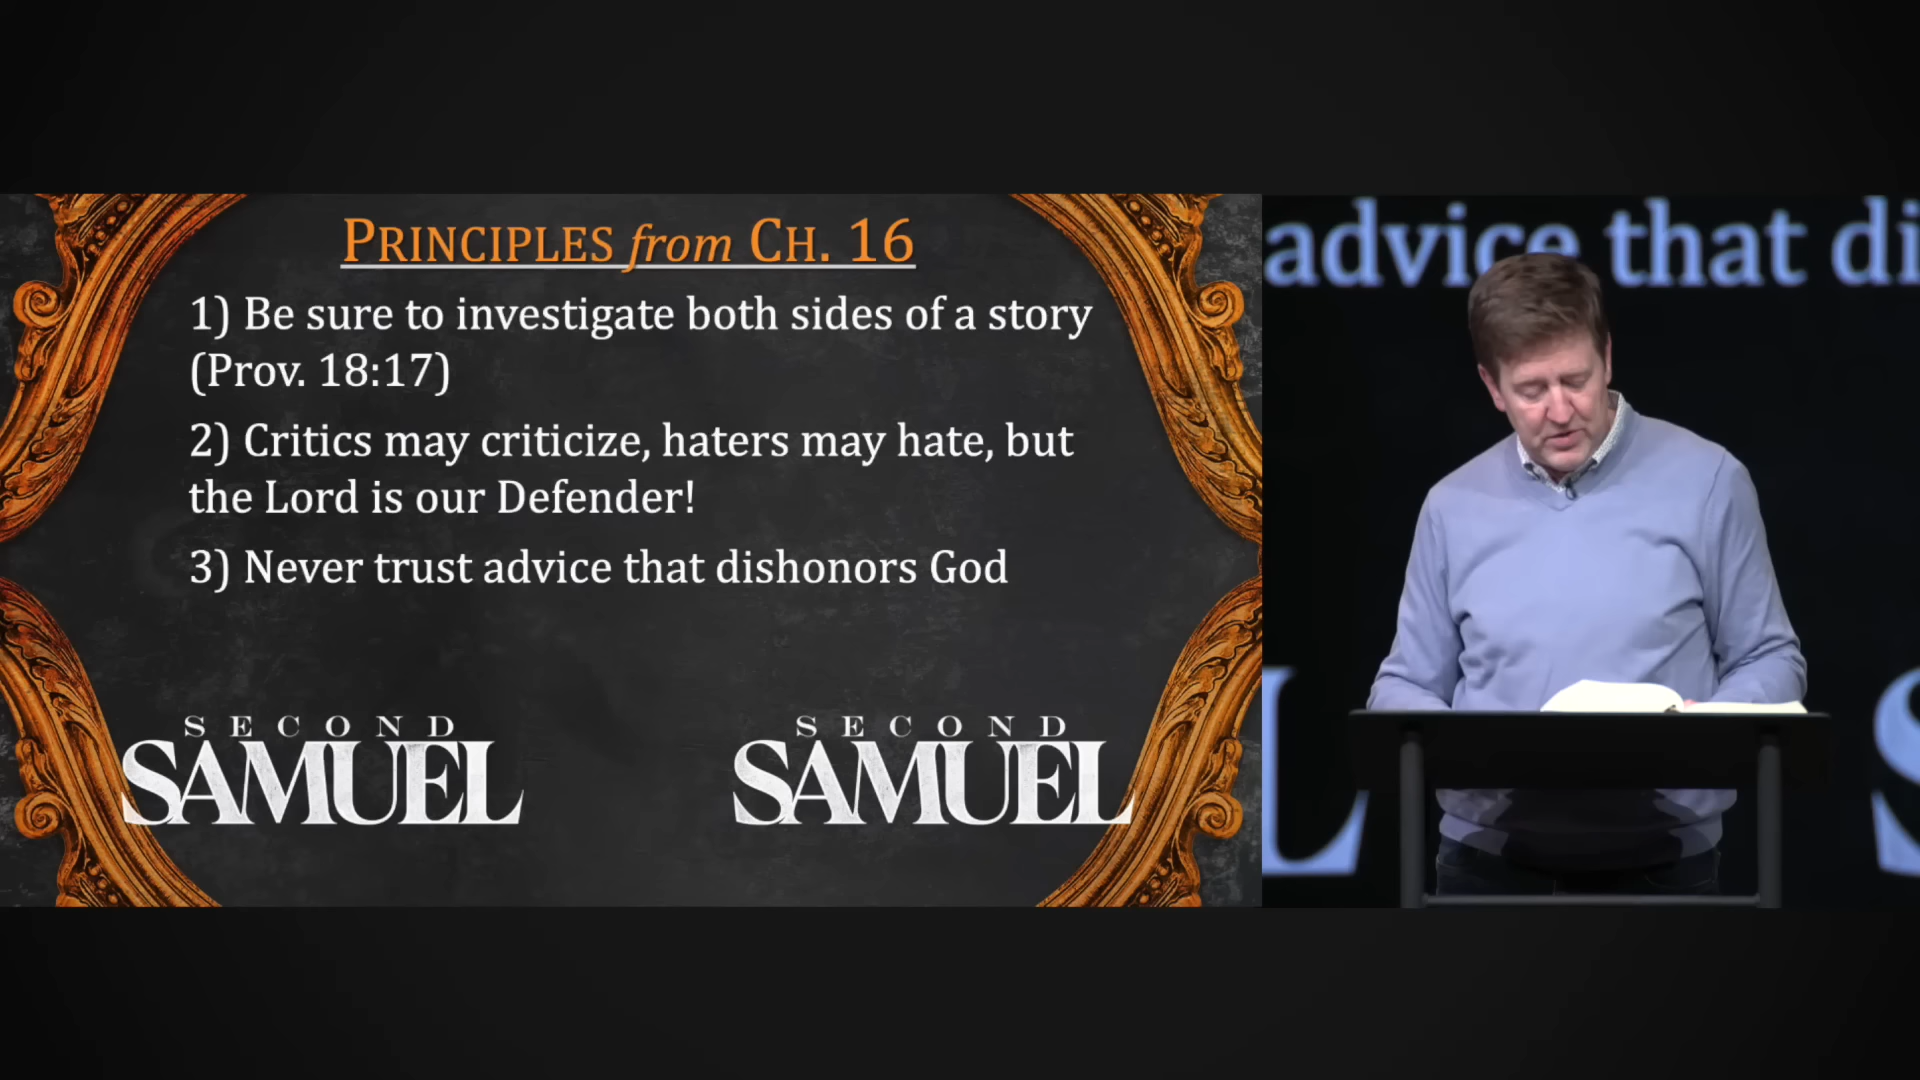 PRINCIPLES from CH. 16
1) Be sure to investigate both sides of a story
(Prov. 18:17)
2) Critics may criticize, haters may hate, but
the Lord is our Defender!
3) Never trust advice that dishonors God
SECOND
SAMUEL
SECOND
SAMUEL
advice that di
L S